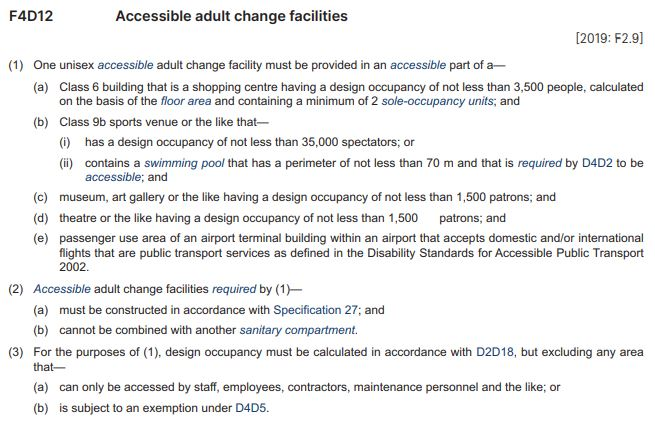 F4D12 Accessible adult change facilities
[2019: F2.9]
(1) One unisex accessible adult change facility must be provided in an accessible part of a—
(a) Class 6 building that is a shopping centre having a design occupancy of not less than 3,500 people, calculated
on the basis of the floor area and containing a minimum of 2 sole-occupancy units; and
(b) Class 9b sports venue or the like that—
(i) has a design occupancy of not less than 35,000 spectators; or
(ii) contains a swimming pool that has a perimeter of not less than 70 m and that is required by D4D2 to be
accessible; and
(c) museum, art gallery or the like having a design occupancy of not less than 1,500 patrons; and
(d) theatre or the like having a design occupancy of not less than 1,500 patrons; and
(e) passenger use area of an airport terminal building within an airport that accepts domestic and/or international
flights that are public transport services as defined in the Disability Standards for Accessible Public Transport
2002.
(2) Accessible adult change facilities required by (1)—
(a) must be constructed in accordance with Specification 27; and
(b) cannot be combined with another sanitary compartment.
(3) For the purposes of (1), design occupancy must be calculated in accordance with D2D18, but excluding any area
that—
(a) can only be accessed by staff, employees, contractors, maintenance personnel and the like; or
(b) is subject to an exemption under D4D5.